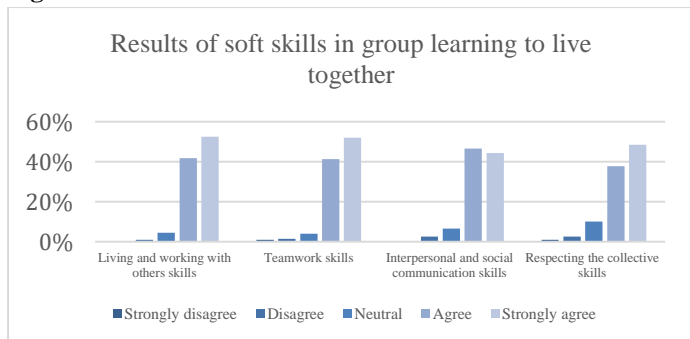 Results of soft skills in group learning to live
together
60%
40%
20%
0%
Living and working with
others skills
Teamwork skills
Interpersonal and social
communication skills
Respecting the collective
skills
Strongly disagree Disagree Neutral Agree Strongly agree